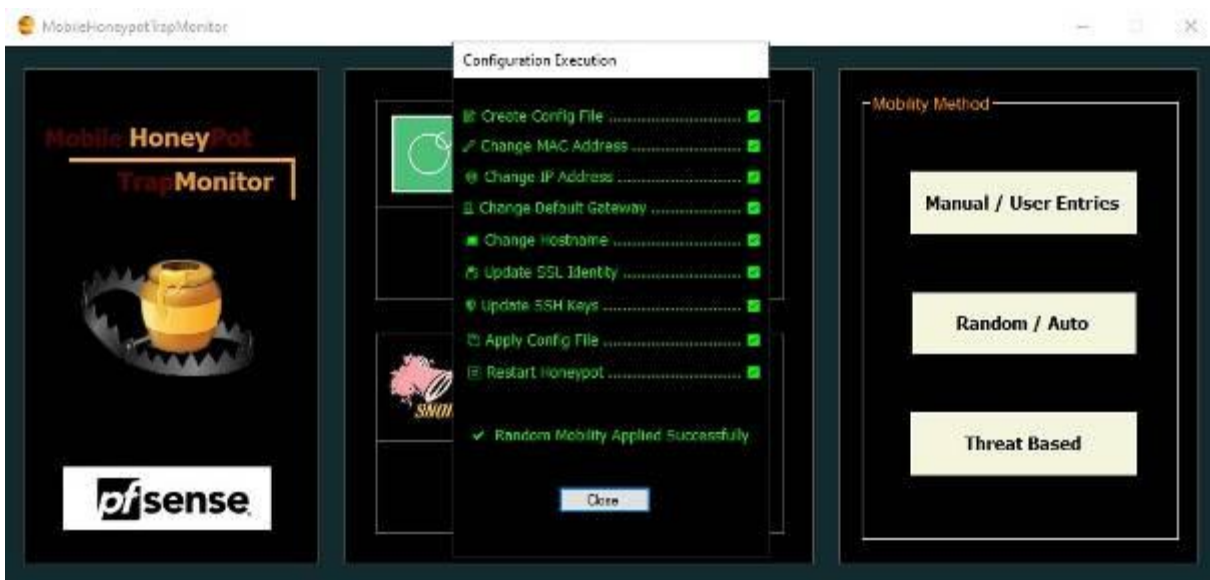 MobileHoneypotTrapMonitor
Mobile HoneyPot
TrapMonitor
pfsense
Configuration Execution
Create Config File
Change MAC Address
Change IP Address
Change Default Gateway
Change Hostname
Update SSL Identity
Update SSH Keys
Apply Config File
Restart Honeypot
Random Mobility Applied Successfully
Close
Mobility Method
Manual / User Entries
Random / Auto
Threat Based